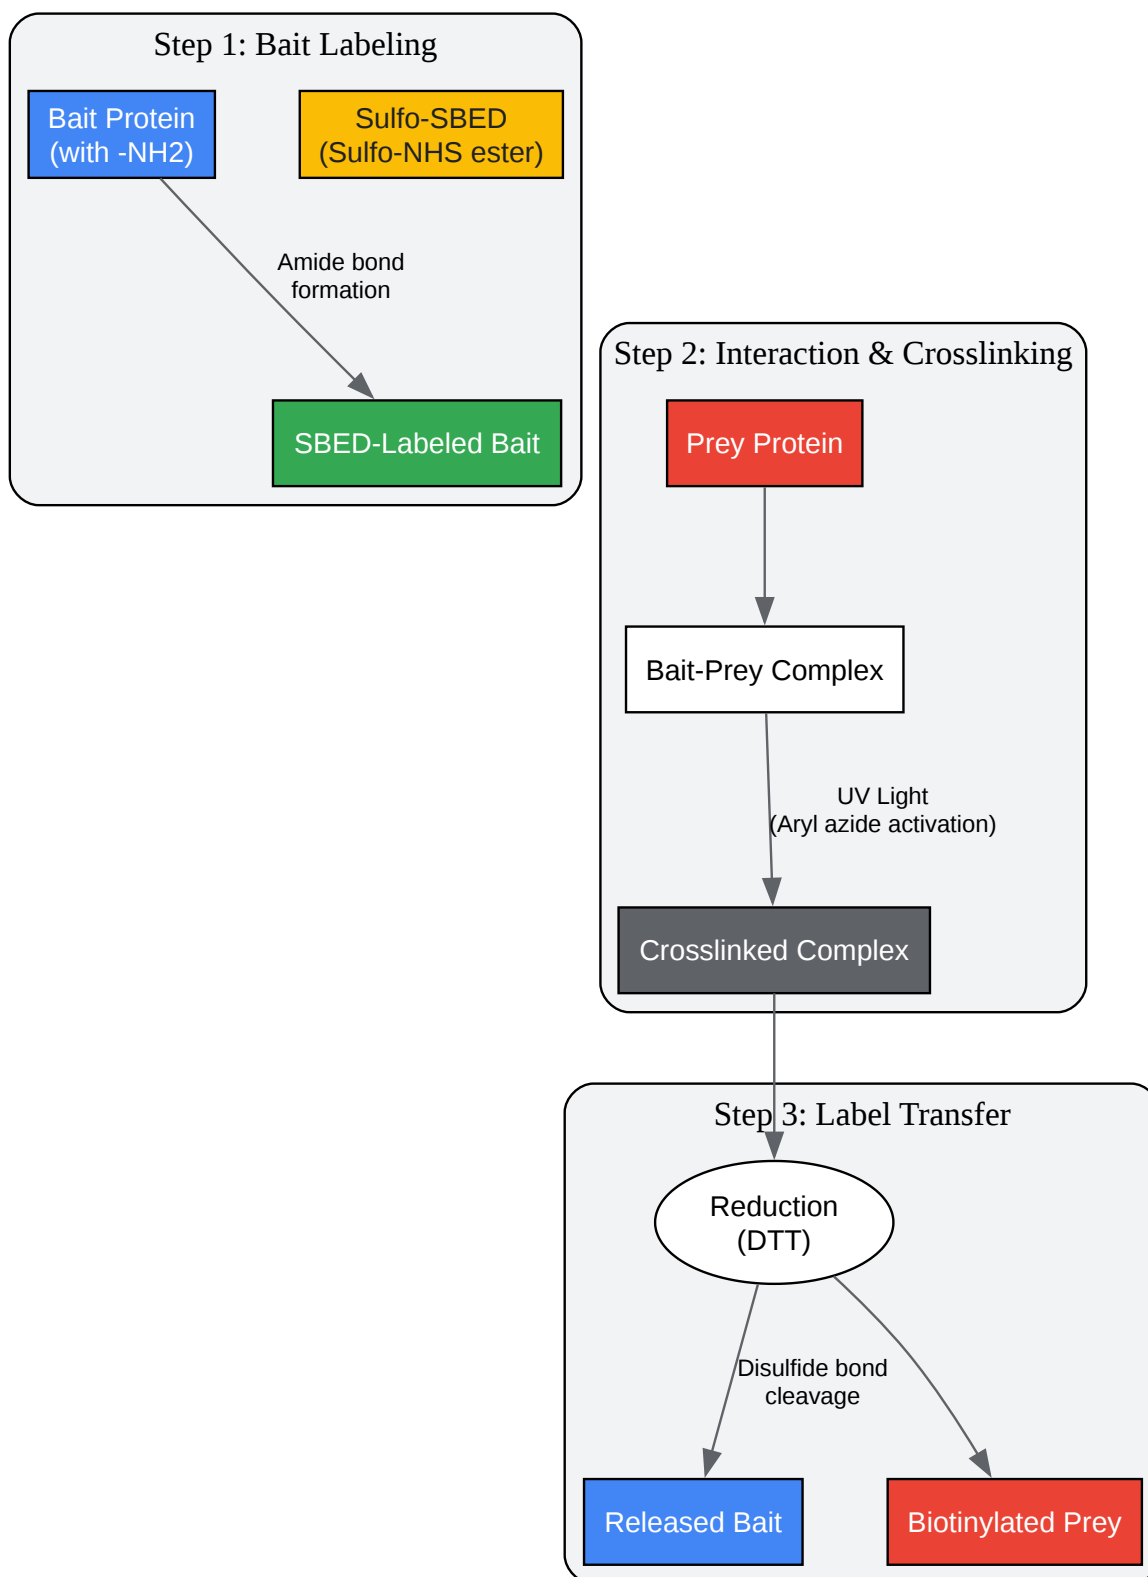 Step 1: Bait Labeling
Bait Protein
(with -NH2)
Sulfo-SBED
(Sulfo-NHS ester)
Amide bond
formation
SBED-Labeled Bait
Step 2: Interaction & Crosslinking
Prey Protein
Bait-Prey Complex
UV Light
(Aryl azide activation)
Crosslinked Complex
Step 3: Label Transfer
Reduction
(DTT)
Disulfide bond
cleavage
Released Bait
Biotinylated Prey